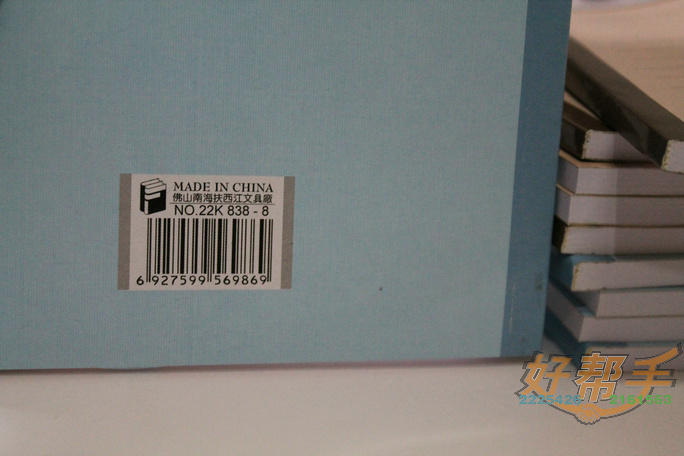 MADE IN CHINA
佛山南海扶西江文具廠
NO.22K 838 - 8
6 927599 569869
好帮手